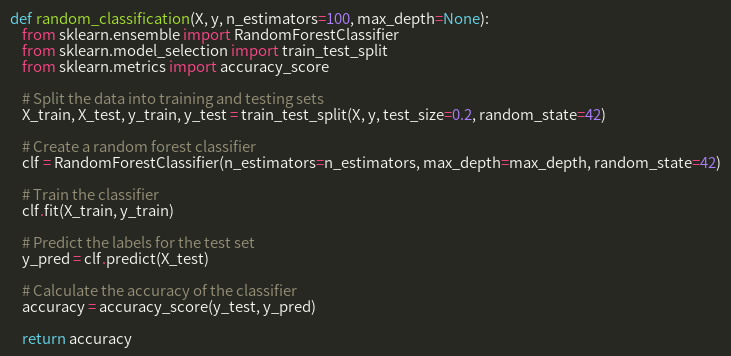 def random_classification(X, y, n_estimators=100, max_depth=None):
from sklearn.ensemble import RandomForestClassifier
from sklearn.model_selection import train_test_split
from sklearn.metrics import accuracy_score
# Split the data into training and testing sets
X_train, X_test, y_train, y_test = train_test_split(X, y, test_size=0.2, random_state=42)
# Create a random forest classifier
clf = RandomForestClassifier(n_estimators=n_estimators, max_depth=max_depth, random_state=42)
# Train the classifier
clf.fit(X_train, y_train)
# Predict the labels for the test set
y_pred = clf.predict(X_test)
# Calculate the accuracy of the classifier
accuracy = accuracy_score(y_test, y_pred)
return accuracy